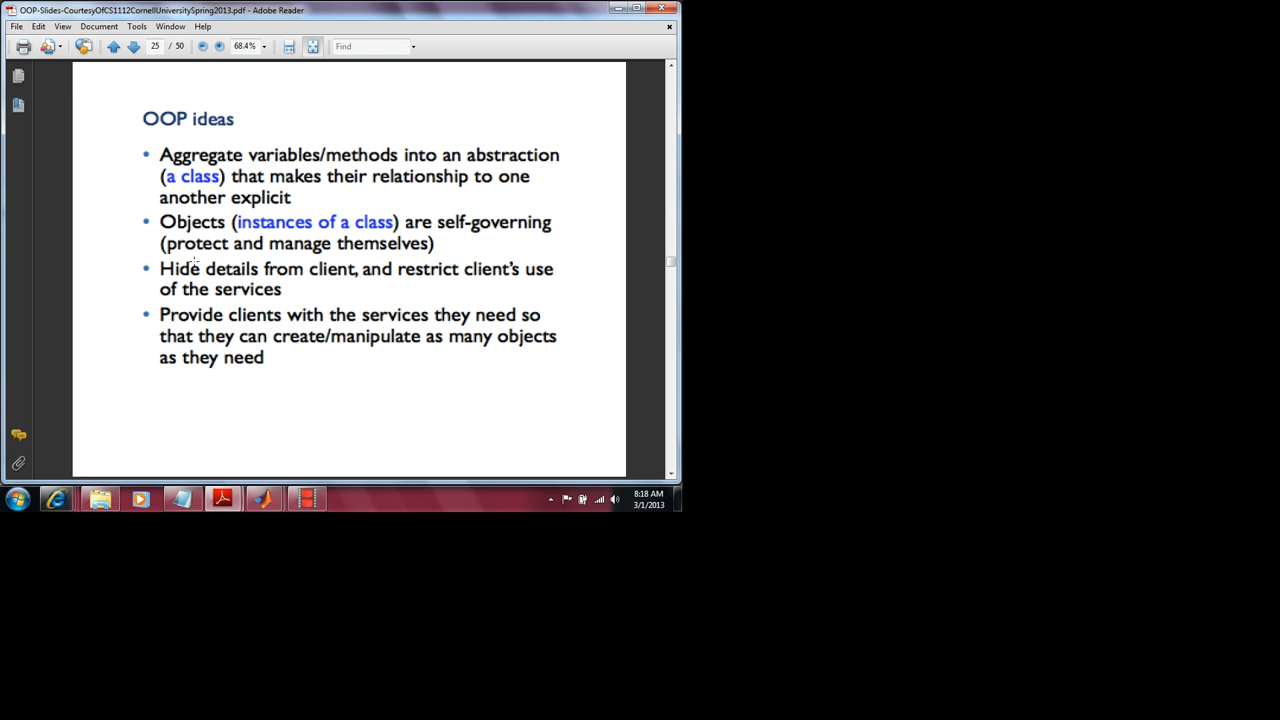 OOP-Slides-CourtesyOfCS1112CornellUniversitySpring2013.pdf - Adobe Reader
File Edit View Document Tools Window Help
25 / 50 68.4% Find
OOP ideas
• Aggregate variables/methods into an abstraction
(a class) that makes their relationship to one
another explicit
• Objects (instances of a class) are self-governing
(protect and manage themselves)
• Hide details from client, and restrict client's use
of the services
• Provide clients with the services they need so
that they can create/manipulate as many objects
as they need
8:18 AM
3/1/2013